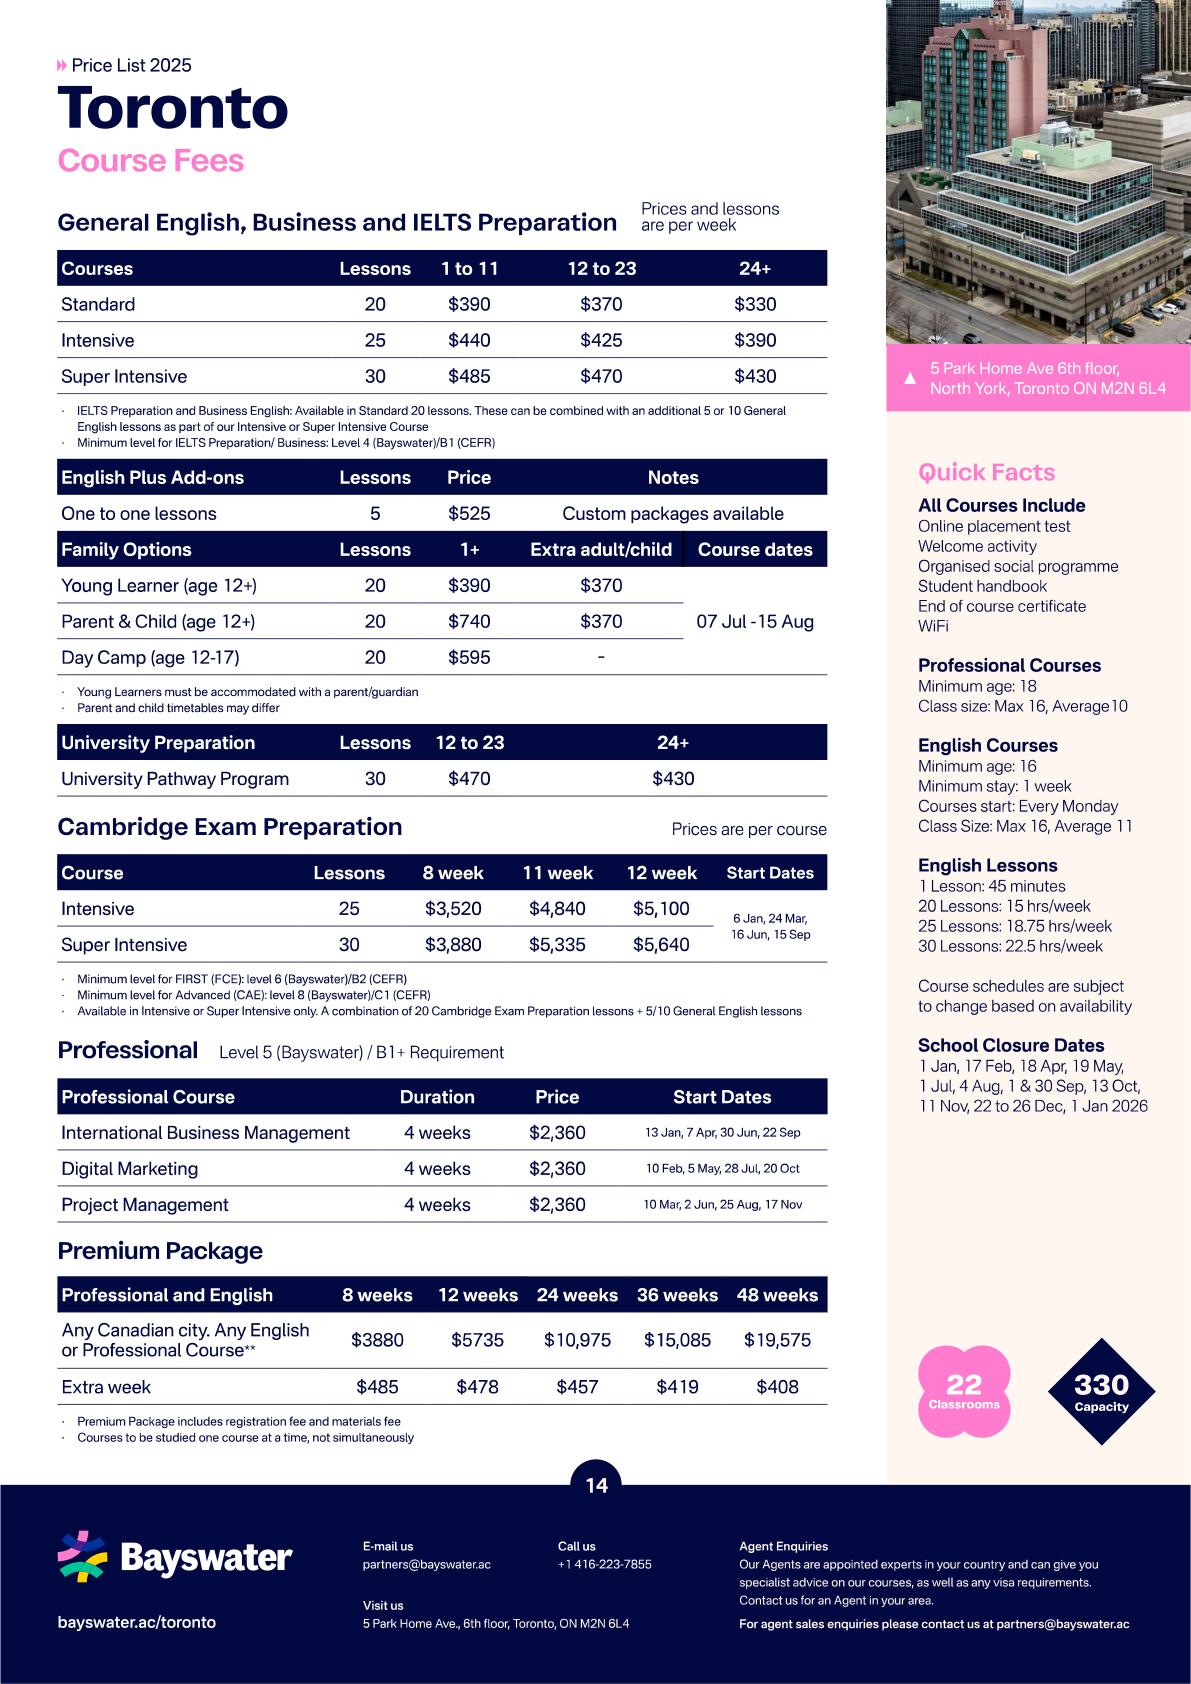 Price List 2025
Toronto
Course Fees
General English, Business and IELTS Preparation
Prices and lessons
are per week
Courses Lessons 1 to 11 12 to 23 24+
Standard 20 $390 $370 $330
Intensive 25 $440 $425 $390
Super Intensive 30 $485 $470 $430
· IELTS Preparation and Business English: Available in Standard 20 lessons. These can be combined with an additional 5 or 10 General
English lessons as part of our Intensive or Super Intensive Course
· Minimum level for IELTS Preparation/ Business: Level 4 (Bayswater)/B1 (CEFR)
English Plus Add-ons Lessons Price Notes
One to one lessons 5 $525 Custom packages available
Family Options Lessons 1+ Extra adult/child Course dates
Young Learner (age 12+) 20 $390 $370
Parent & Child (age 12+) 20 $740 $370 07 Jul -15 Aug
Day Camp (age 12-17) 20 $595 -
· Young Learners must be accommodated with a parent/guardian
· Parent and child timetables may differ
University Preparation Lessons 12 to 23 24+
University Pathway Program 30 $470 $430
Cambridge Exam Preparation Prices are per course
Course Lessons 8 week 11 week 12 week Start Dates
Intensive 25 $3,520 $4,840 $5,100
6 Jan, 24 Mar,
16 Jun, 15 Sep
Super Intensive 30 $3,880 $5,335 $5,640
· Minimum level for FIRST (FCE): level 6 (Bayswater)/B2 (CEFR)
· Minimum level for Advanced (CAE): level 8 (Bayswater)/C1 (CEFR)
· Available in Intensive or Super Intensive only. A combination of 20 Cambridge Exam Preparation lessons + 5/10 General English lessons
Professional Level 5 (Bayswater) / B1+ Requirement
Professional Course Duration Price Start Dates
International Business Management 4 weeks $2,360 13 Jan, 7 Apr, 30 Jun, 22 Sep
Digital Marketing 4 weeks $2,360 10 Feb, 5 May, 28 Jul, 20 Oct
Project Management 4 weeks $2,360 10 Mar, 2 Jun, 25 Aug, 17 Nov
Premium Package
Professional and English 8 weeks 12 weeks 24 weeks 36 weeks 48 weeks
Any Canadian city. Any English
or Professional Course** $3880 $5735 $10,975 $15,085 $19,575
Extra week $485 $478 $457 $419 $408
· Premium Package includes registration fee and materials fee
· Courses to be studied one course at a time, not simultaneously
5 Park Home Ave 6th floor,
North York, Toronto ON M2N 6L4
Quick Facts
All Courses Include
Online placement test
Welcome activity
Organised social programme
Student handbook
End of course certificate
WiFi
Professional Courses
Minimum age: 18
Class size: Max 16, Average10
English Courses
Minimum age: 16
Minimum stay: 1 week
Courses start: Every Monday
Class Size: Max 16, Average 11
English Lessons
1 Lesson: 45 minutes
20 Lessons: 15 hrs/week
25 Lessons: 18.75 hrs/week
30 Lessons: 22.5 hrs/week
Course schedules are subject
to change based on availability
School Closure Dates
1 Jan, 17 Feb, 18 Apr, 19 May,
1 Jul, 4 Aug, 1 & 30 Sep, 13 Oct,
11 Nov, 22 to 26 Dec, 1 Jan 2026
22
Classrooms
330
Capacity
14
Bayswater
bayswater.ac/toronto
E-mail us
partners@bayswater.ac
Call us
+1 416-223-7855
Visit us
5 Park Home Ave., 6th floor, Toronto, ON M2N 6L4
Agent Enquiries
Our Agents are appointed experts in your country and can give you
specialist advice on our courses, as well as any visa requirements.
Contact us for an Agent in your area.
For agent sales enquiries please contact us at partners@bayswater.ac